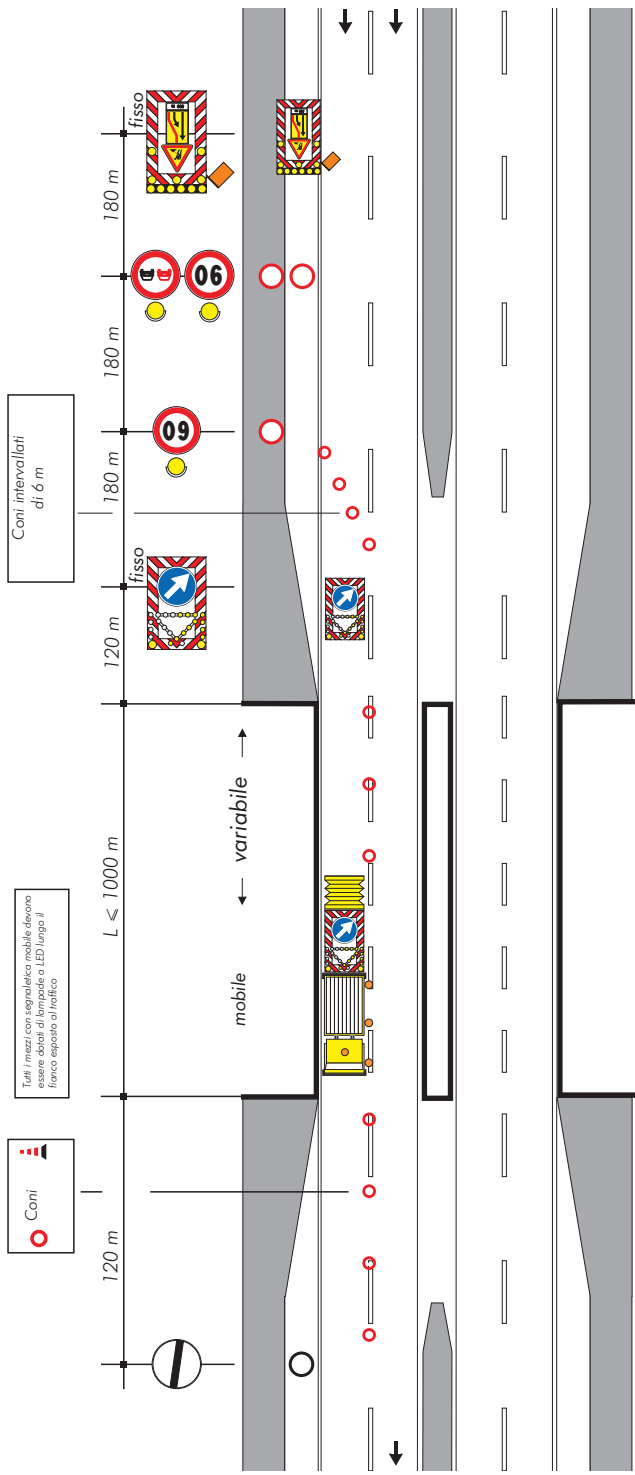 Coni intervallati
di 6 m
Tutti i mezzi con segnaletica mobile devono
essere dotati di lampade a LED lungo il
fianco esposto al traffico
Coni
180 m
180 m
180 m
120 m
L ⩽ 1000 m
120 m
fisso
90
60
fisso
variabile
mobile